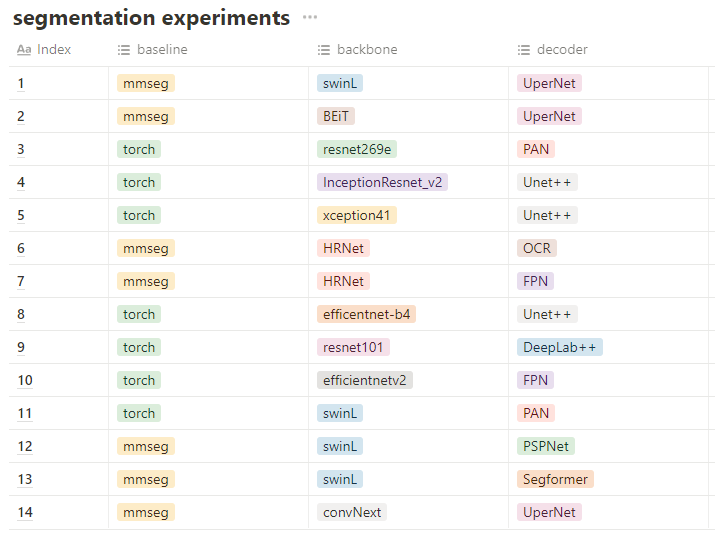 segmentation experiments ...
Aa Index baseline backbone decoder
1 mmseg swinL UperNet
2 mmseg BEiT UperNet
3 torch resnet269e PAN
4 torch InceptionResnet_v2 Unet++
5 torch xception41 Unet++
6 mmseg HRNet OCR
7 mmseg HRNet FPN
8 torch efficentnet-b4 Unet++
9 torch resnet101 DeepLab++
10 torch efficientnetv2 FPN
11 torch swinL PAN
12 mmseg swinL PSPNet
13 mmseg swinL Segformer
14 mmseg convNext UperNet